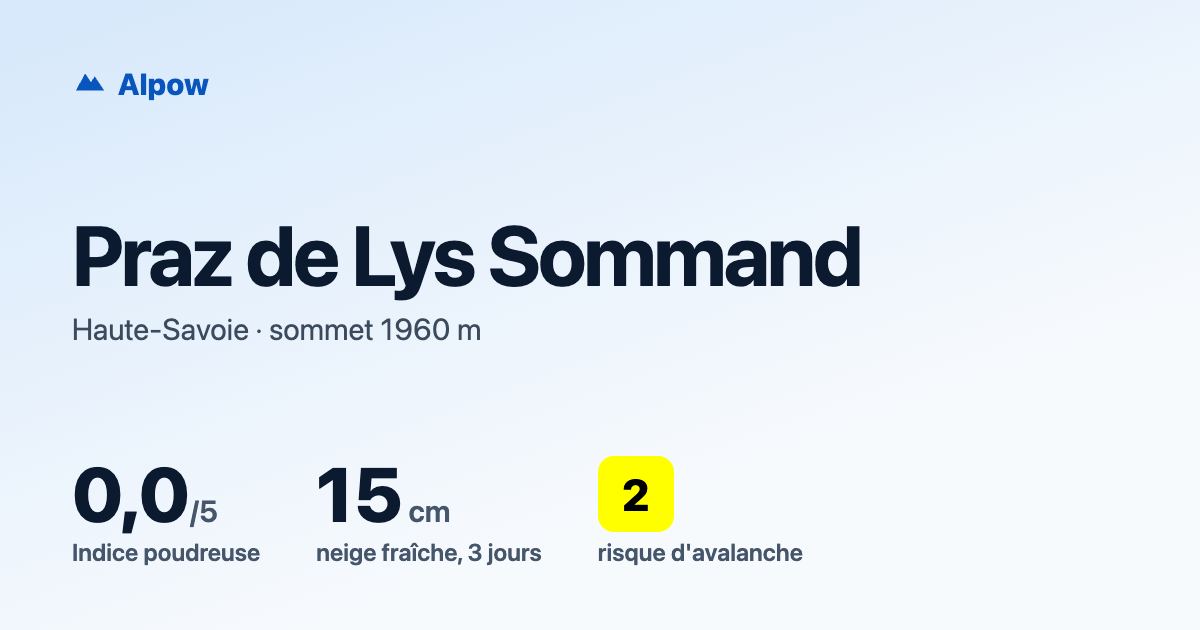 Alpow
Praz de Lys Sommand
Haute-Savoie · sommet 1960 m
0,0/5
15 cm
2
Indice poudreuse
neige fraîche, 3 jours
risque d'avalanche